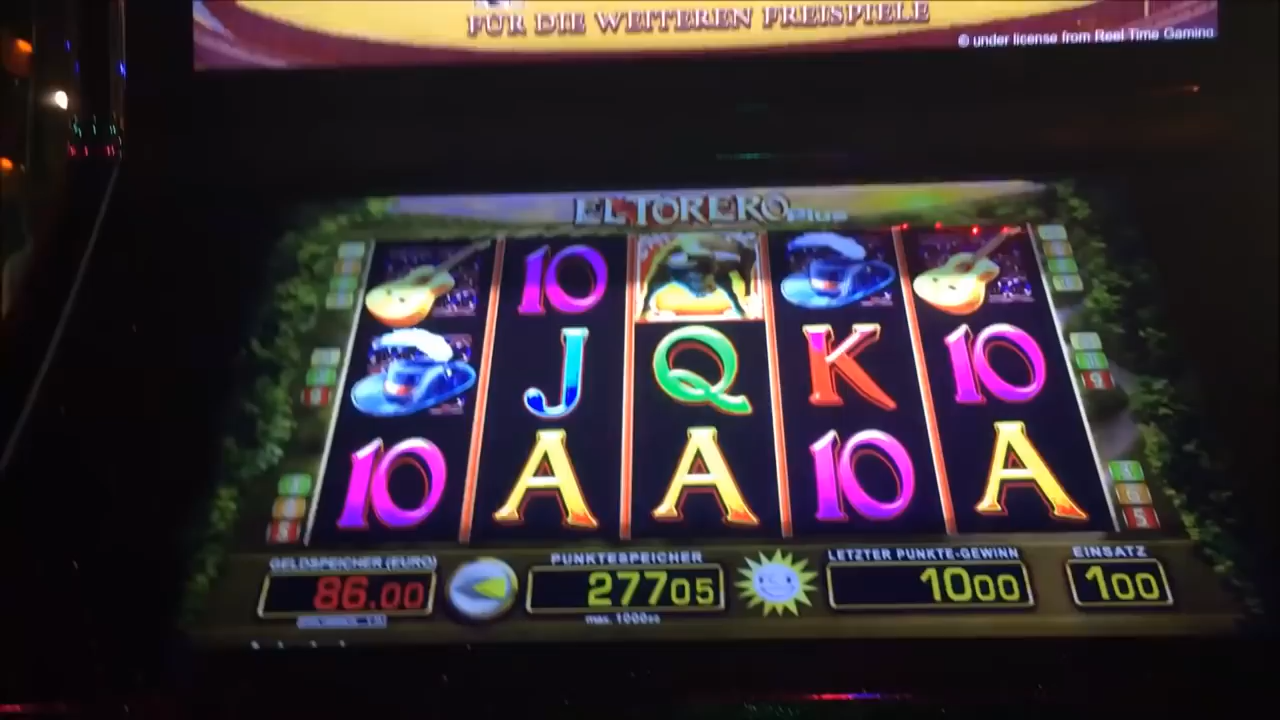 FÜR DIE WEITEREN FREISPIELE
© under license from Reel Time Gaming
EL TORERO Plus
10
J Q K 10
10 A A 10 A
GELDSPEICHER (EURO) PUNKTESPEICHER LETZTER PUNKTE-GEWINN EINSATZ
86.00 27705 1000 100